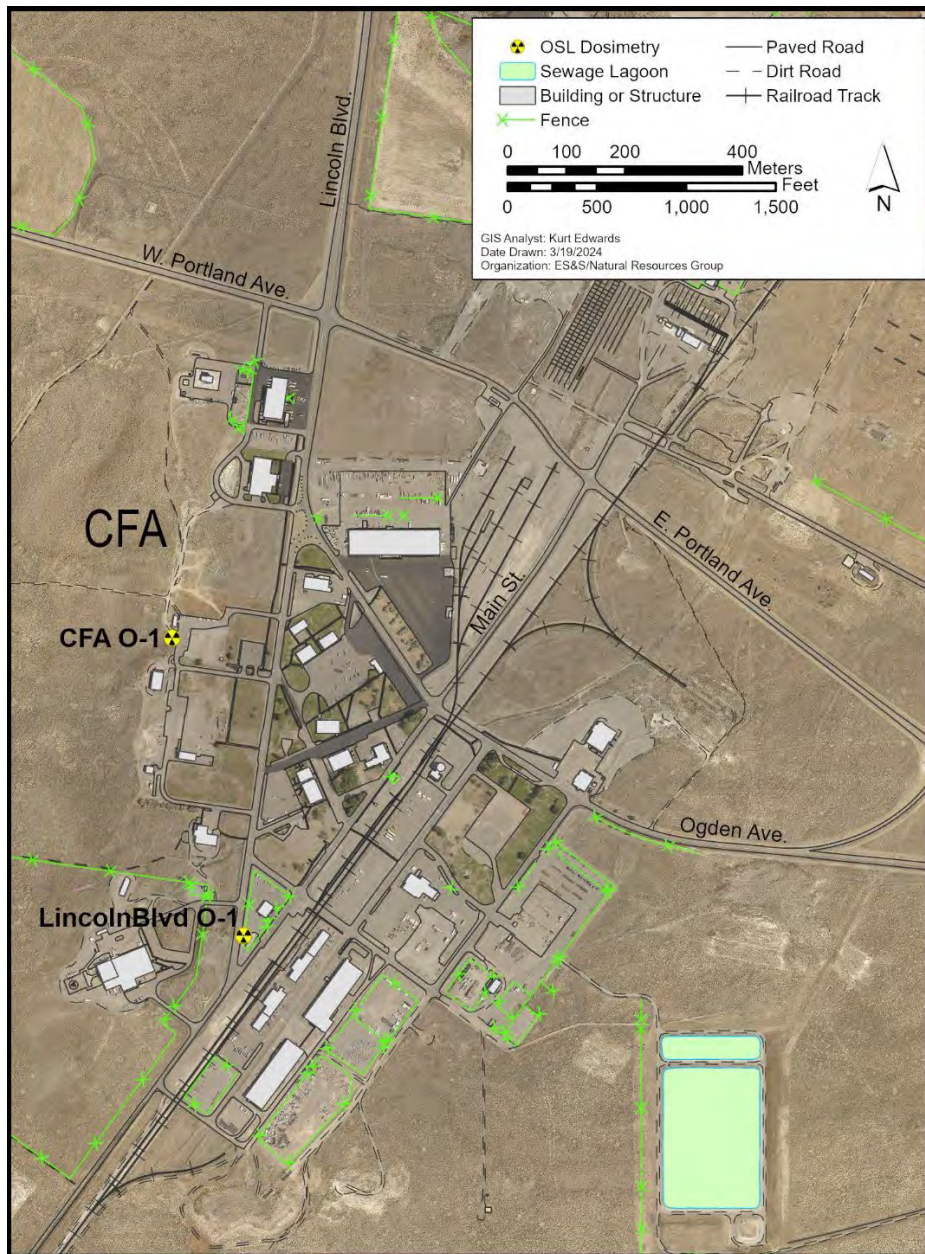 OSL Dosimetry
Sewage Lagoon
Building or Structure
Fence
Paved Road
Dirt Road
Railroad Track
0 100 200 400
Meters
Feet
0 500 1,000 1,500
N
GIS Analyst: Kurt Edwards
Date Drawn: 3/19/2024
Organization: ES&S/Natural Resources Group
Lincoln Blvd.
W. Portland Ave.
CFA
E. Portland Ave.
Main St.
CFA O-1
Ogden Ave.
LincolnBlvd O-1